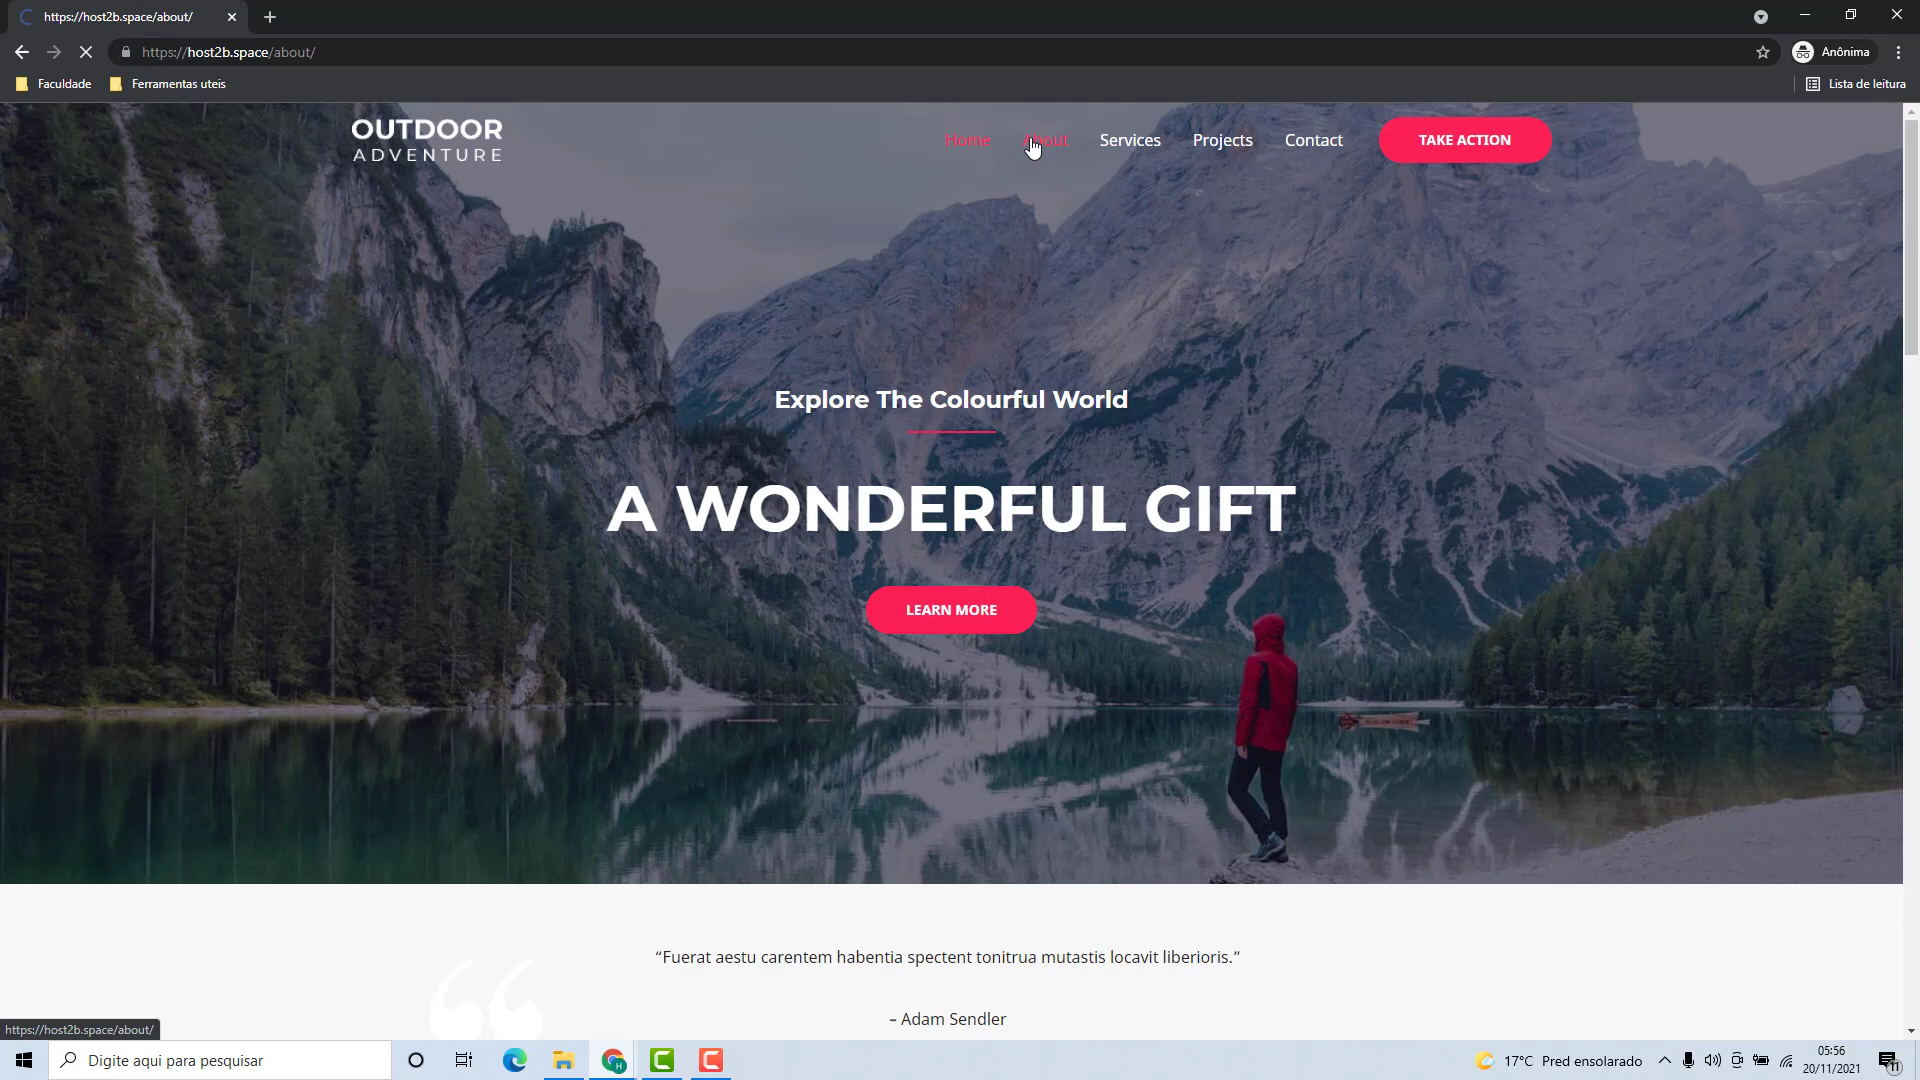 https://host2b.space/about/
https://host2b.space/about/
Anônima
Faculdade
Ferramentas uteis
Lista de leitura
OUTDOOR
ADVENTURE
Home
About
Services
Projects
Contact
TAKE ACTION
Explore The Colourful World
A WONDERFUL GIFT
LEARN MORE
“Fuerat aestu carentem habentia spectent tonitrua mutastis locavit liberioris.”
– Adam Sendler
https://host2b.space/about/
Digite aqui para pesquisar
17°C Pred ensolarado
05:56
20/11/2021
11